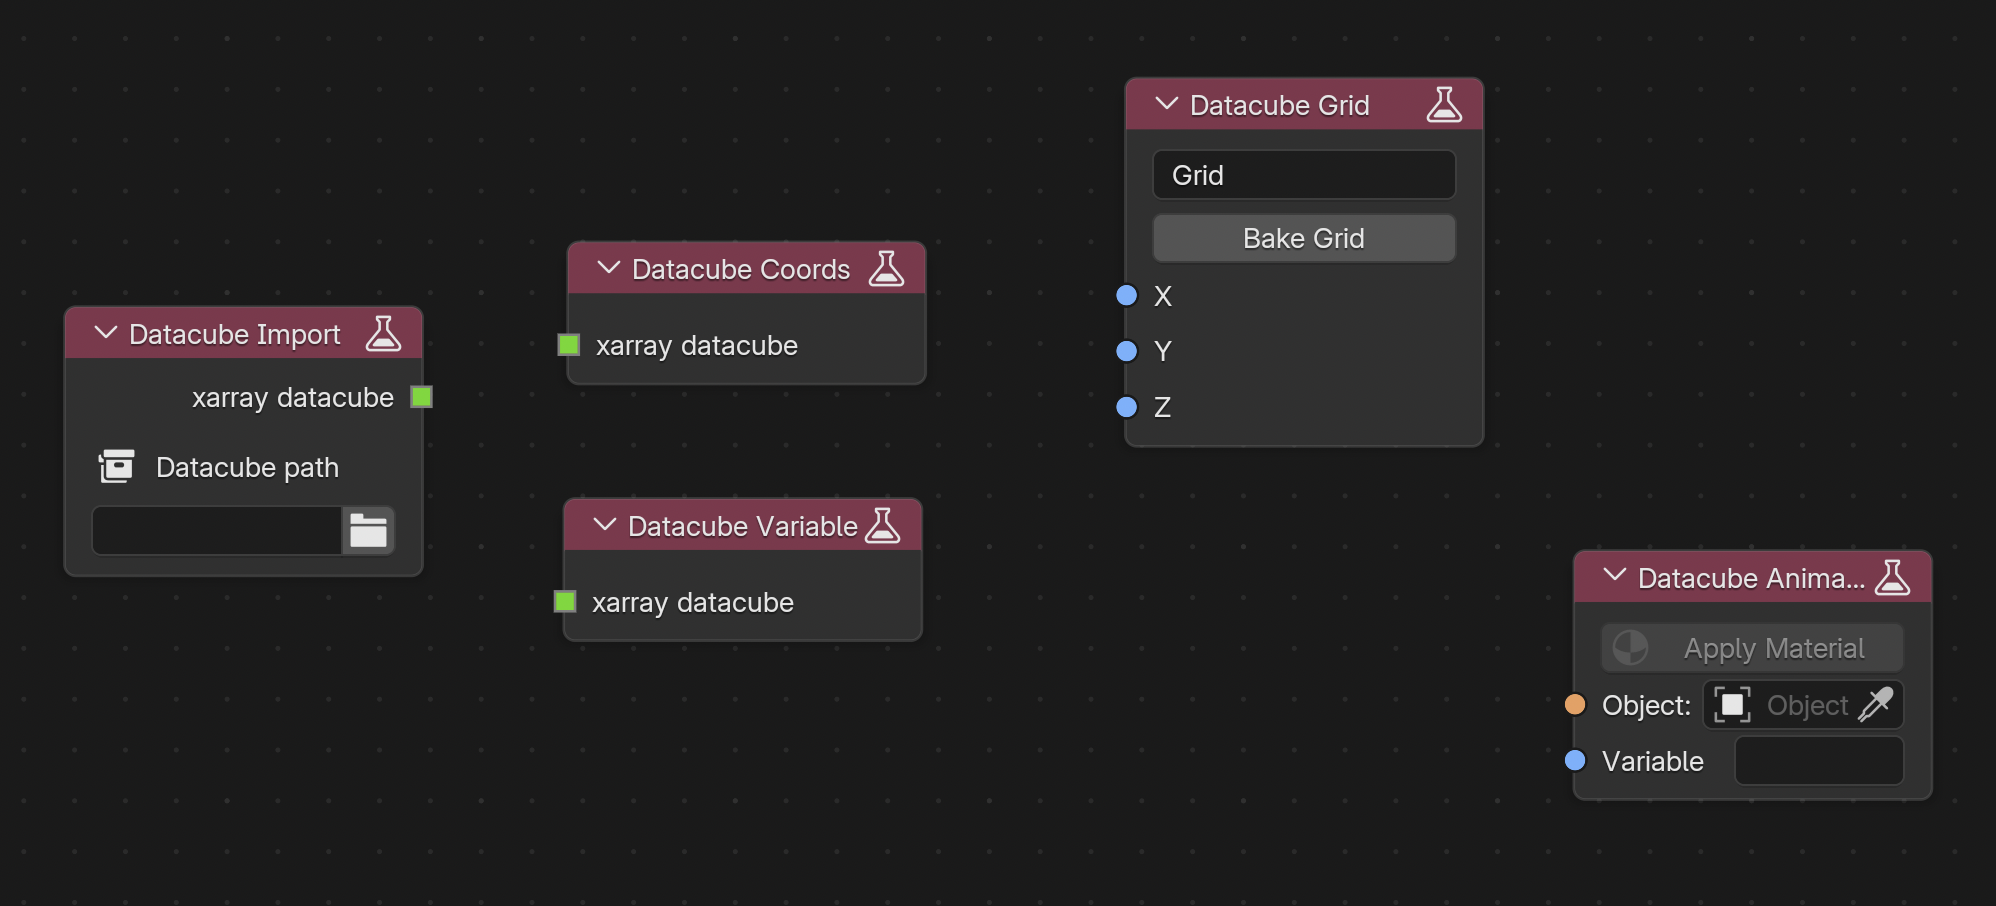 Datacube Import
xarray datacube
Datacube path
Datacube Coords
xarray datacube
Datacube Variable
xarray datacube
Datacube Grid
Grid
Bake Grid
X
Y
Z
Datacube Anima...
Apply Material
Object: Object
Variable